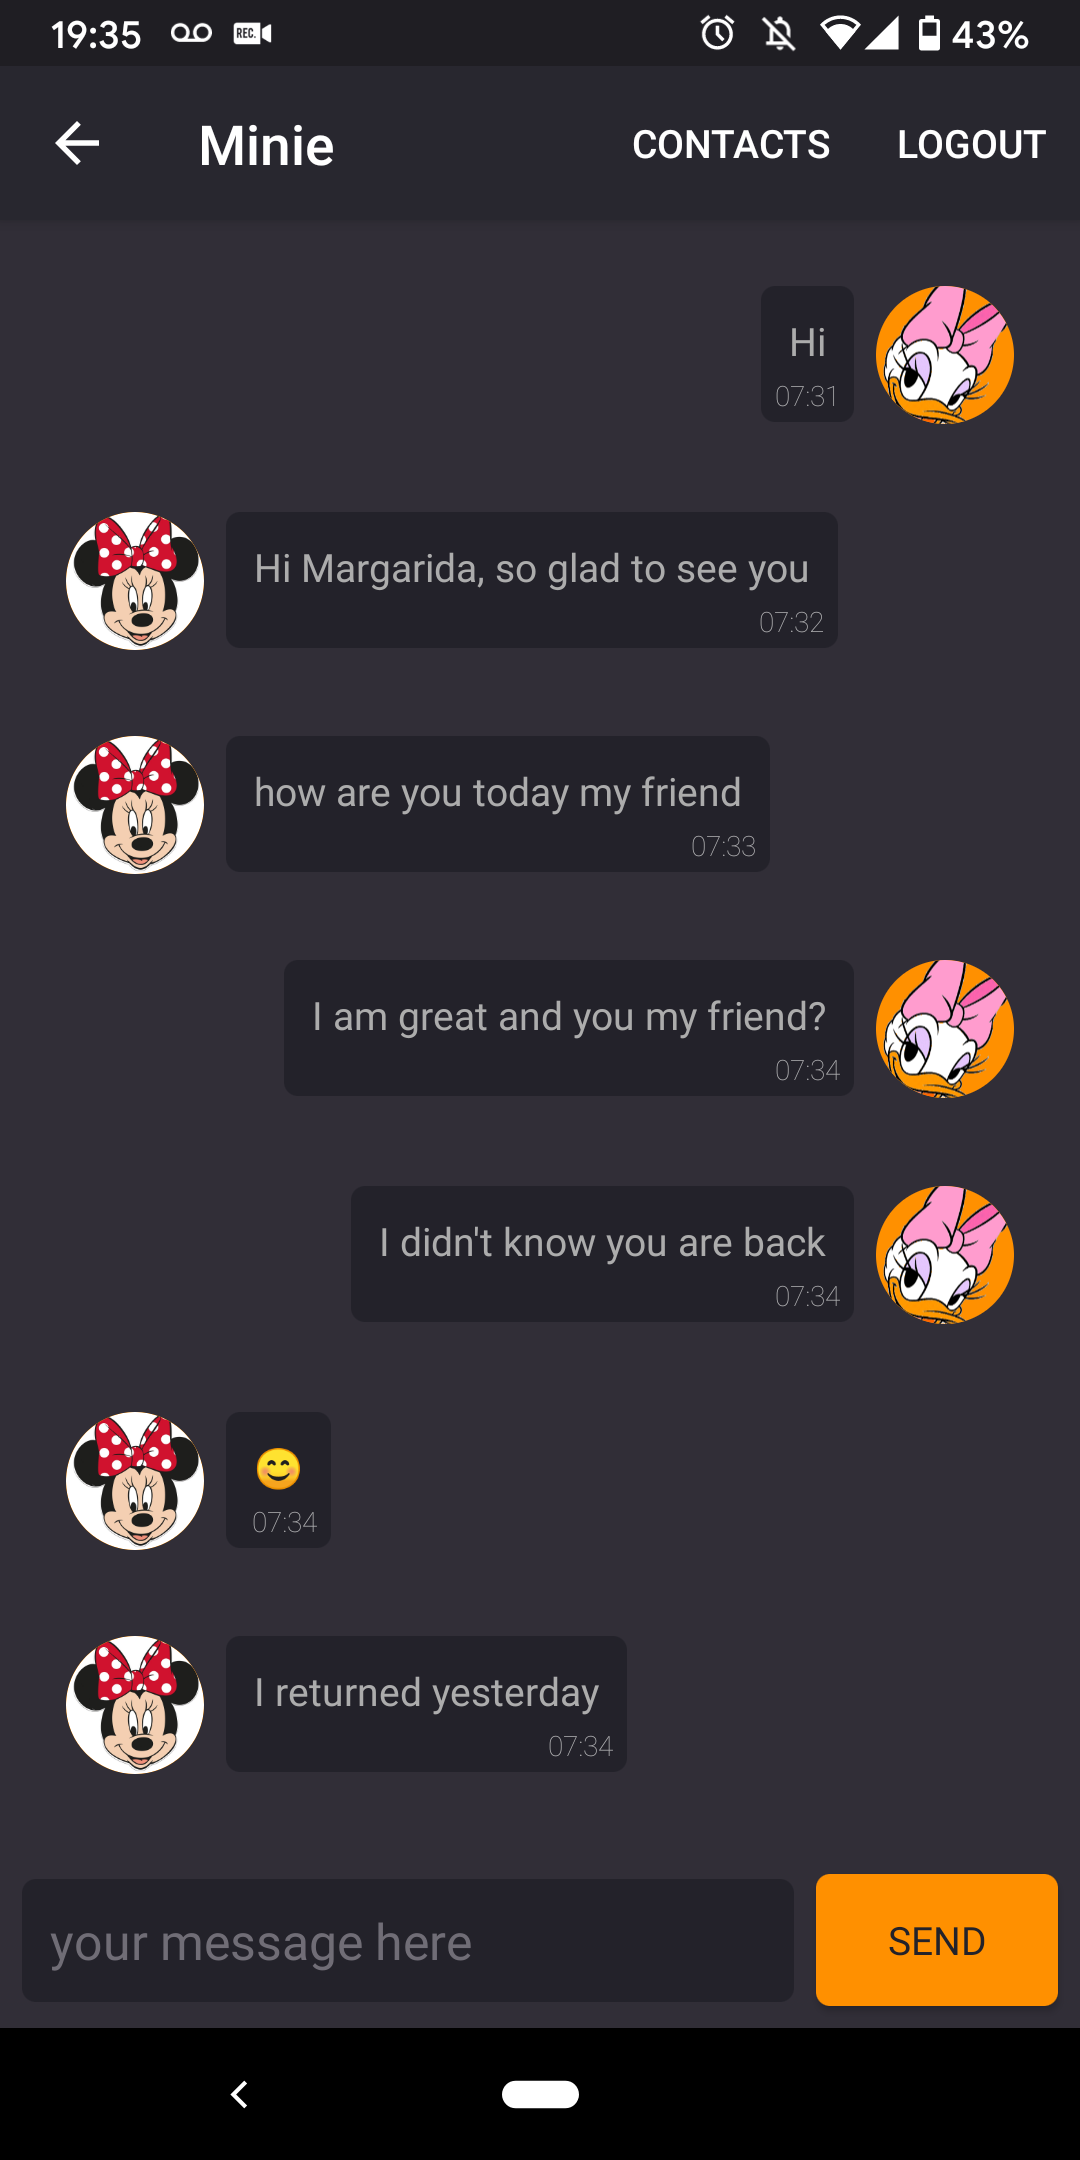 19:35 REC. 43%
Minie CONTACTS LOGOUT
Hi
07:31
Hi Margarida, so glad to see you
07:32
how are you today my friend
07:33
I am great and you my friend?
07:34
I didn't know you are back
07:34
😊
07:34
I returned yesterday
07:34
your message here SEND